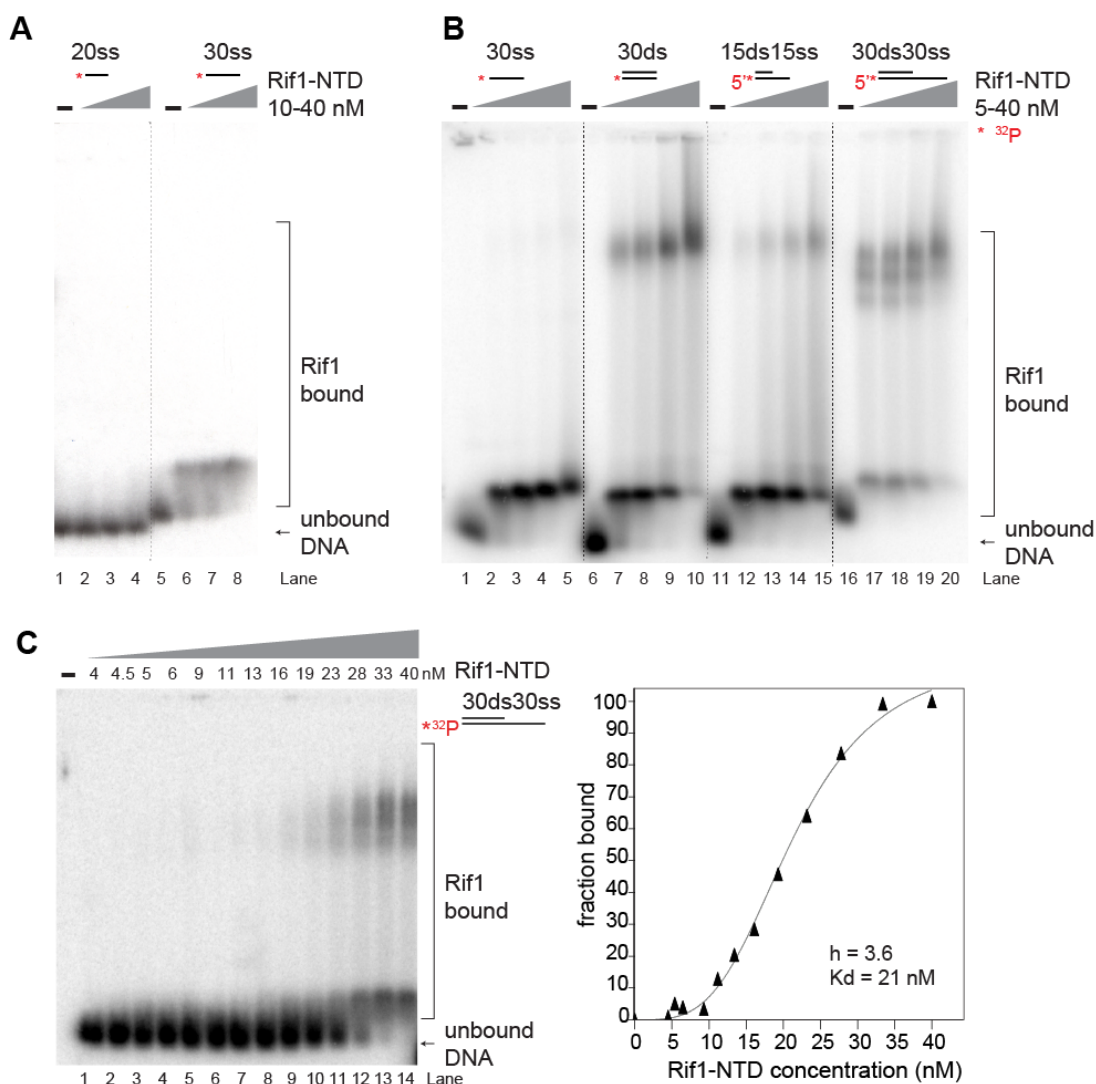 A
20ss
30ss
*
*
Rif1-NTD
10-40 nM
Rif1
bound
unbound
DNA
1 2 3 4 5 6 7 8 Lane
B
30ss
30ds
15ds15ss
30ds30ss
*
*
5'*
5'*
Rif1-NTD
5-40 nM
* 32P
Rif1
bound
unbound
DNA
1 2 3 4 5 6 7 8 9 10 11 12 13 14 15 16 17 18 19 20 Lane
C
4 4.5 5 6 9 11 13 16 19 23 28 33 40 nM Rif1-NTD
30ds30ss
*32P
Rif1
bound
unbound
DNA
1 2 3 4 5 6 7 8 9 10 11 12 13 14 Lane
fraction bound
100
90
80
70
60
50
40
30
20
10
0
h = 3.6
Kd = 21 nM
0 5 10 15 20 25 30 35 40
Rif1-NTD concentration (nM)